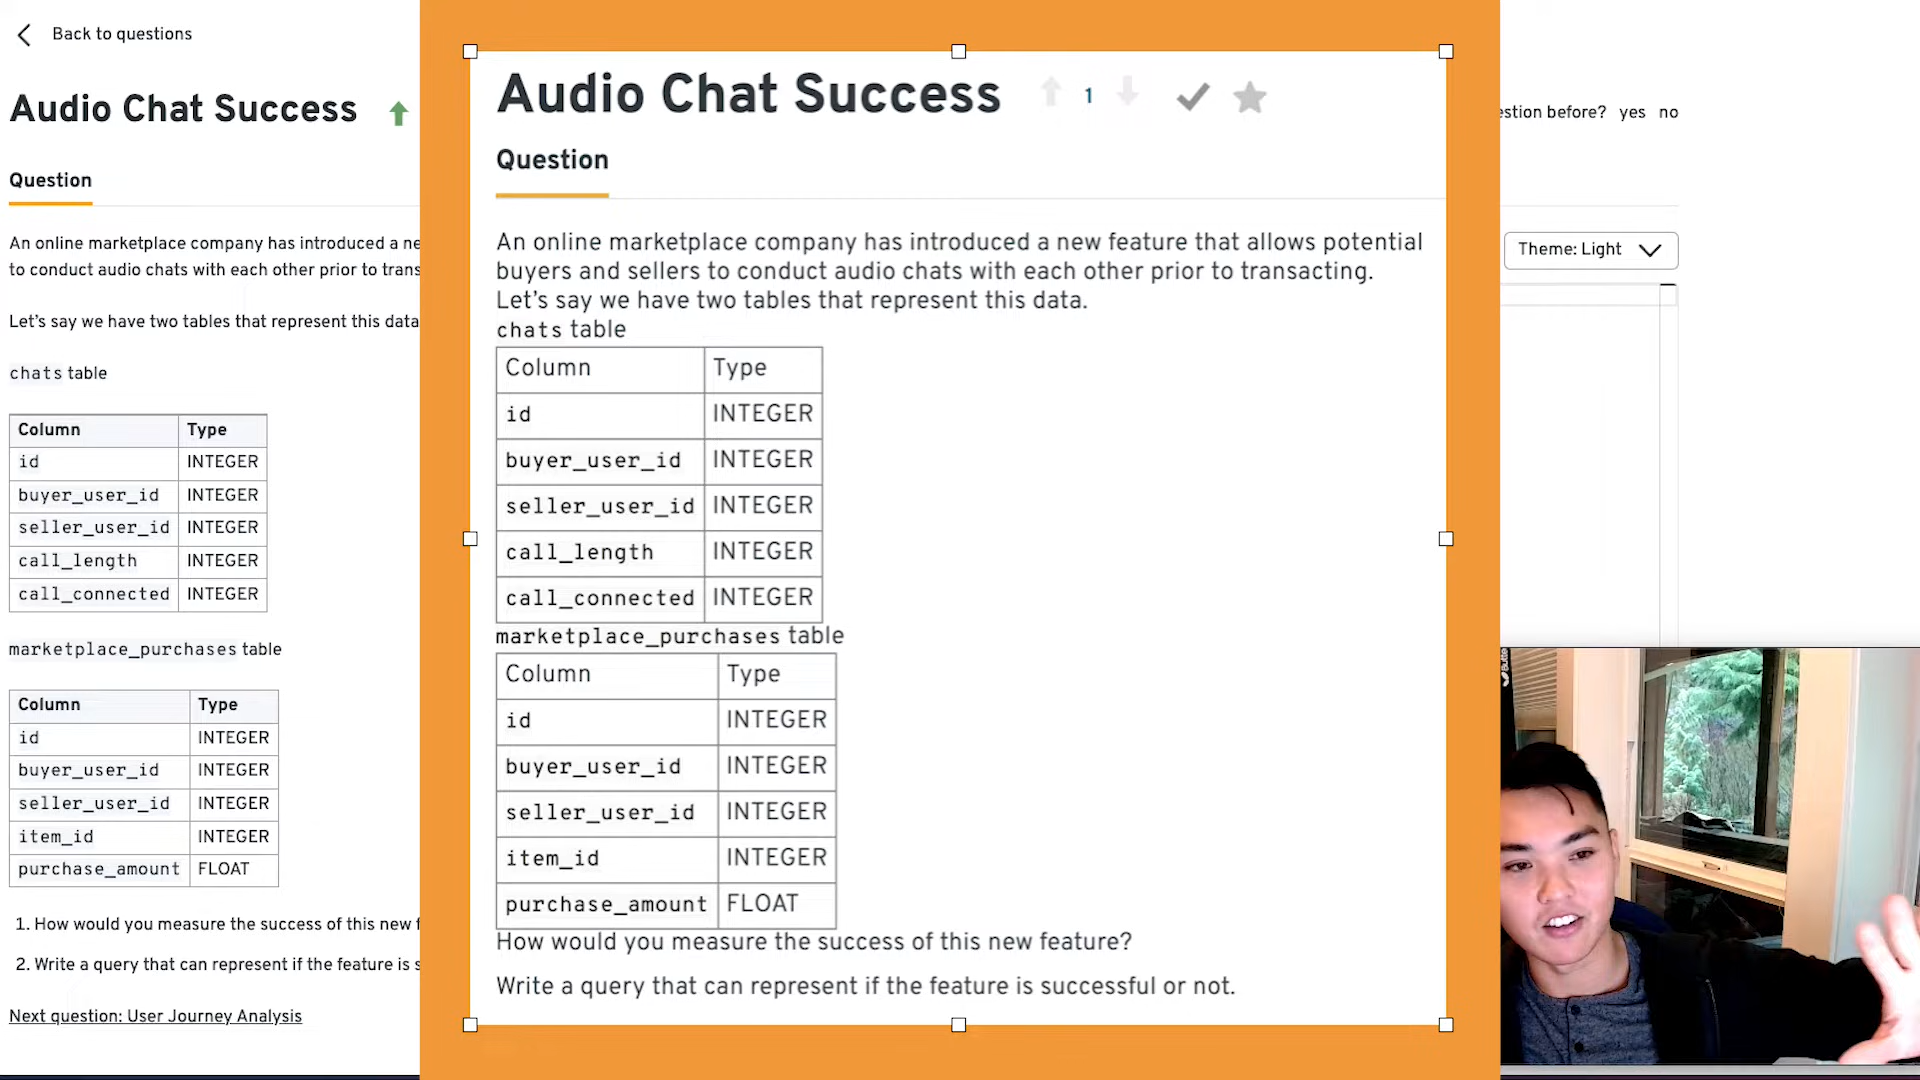 Back to questions
Audio Chat Success
Question
An online marketplace company has introduced a ne
to conduct audio chats with each other prior to trans
Let's say we have two tables that represent this data
chats table
Column Type
id INTEGER
buyer_user_id INTEGER
seller_user_id INTEGER
call_length INTEGER
call_connected INTEGER
marketplace_purchases table
Column Type
id INTEGER
buyer_user_id INTEGER
seller_user_id INTEGER
item_id INTEGER
purchase_amount FLOAT
1. How would you measure the success of this new f
2. Write a query that can represent if the feature is s
Next question: User Journey Analysis
Audio Chat Success 1
Question
An online marketplace company has introduced a new feature that allows potential
buyers and sellers to conduct audio chats with each other prior to transacting.
Let's say we have two tables that represent this data.
chats table
Column Type
id INTEGER
buyer_user_id INTEGER
seller_user_id INTEGER
call_length INTEGER
call_connected INTEGER
marketplace_purchases table
Column Type
id INTEGER
buyer_user_id INTEGER
seller_user_id INTEGER
item_id INTEGER
purchase_amount FLOAT
How would you measure the success of this new feature?
Write a query that can represent if the feature is successful or not.
estion before? yes no
Theme: Light